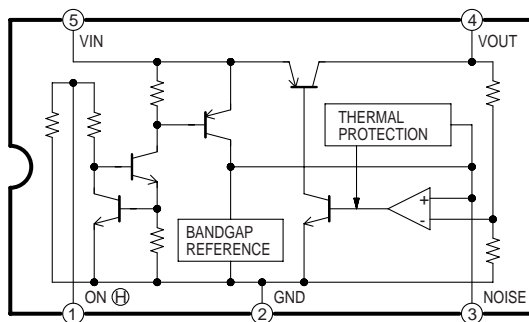 5
VIN
4
VOUT
THERMAL
PROTECTION
+
-
BANDGAP
REFERENCE
1
ON Ⓗ
2
GND
3
NOISE